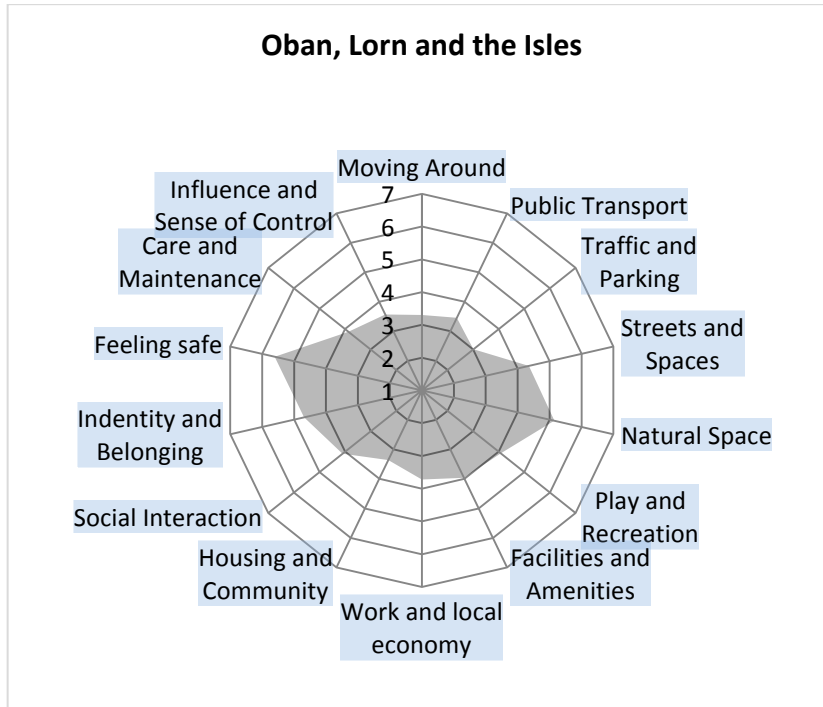 Oban, Lorn and the Isles
Moving Around
Public Transport
Traffic and
Parking
Streets and
Spaces
Natural Space
Play and
Recreation
Facilities and
Amenities
Work and local
economy
Housing and
Community
Social Interaction
Indentity and
Belonging
Feeling safe
Care and
Maintenance
Influence and
Sense of Control
7
6
5
4
3
2
1